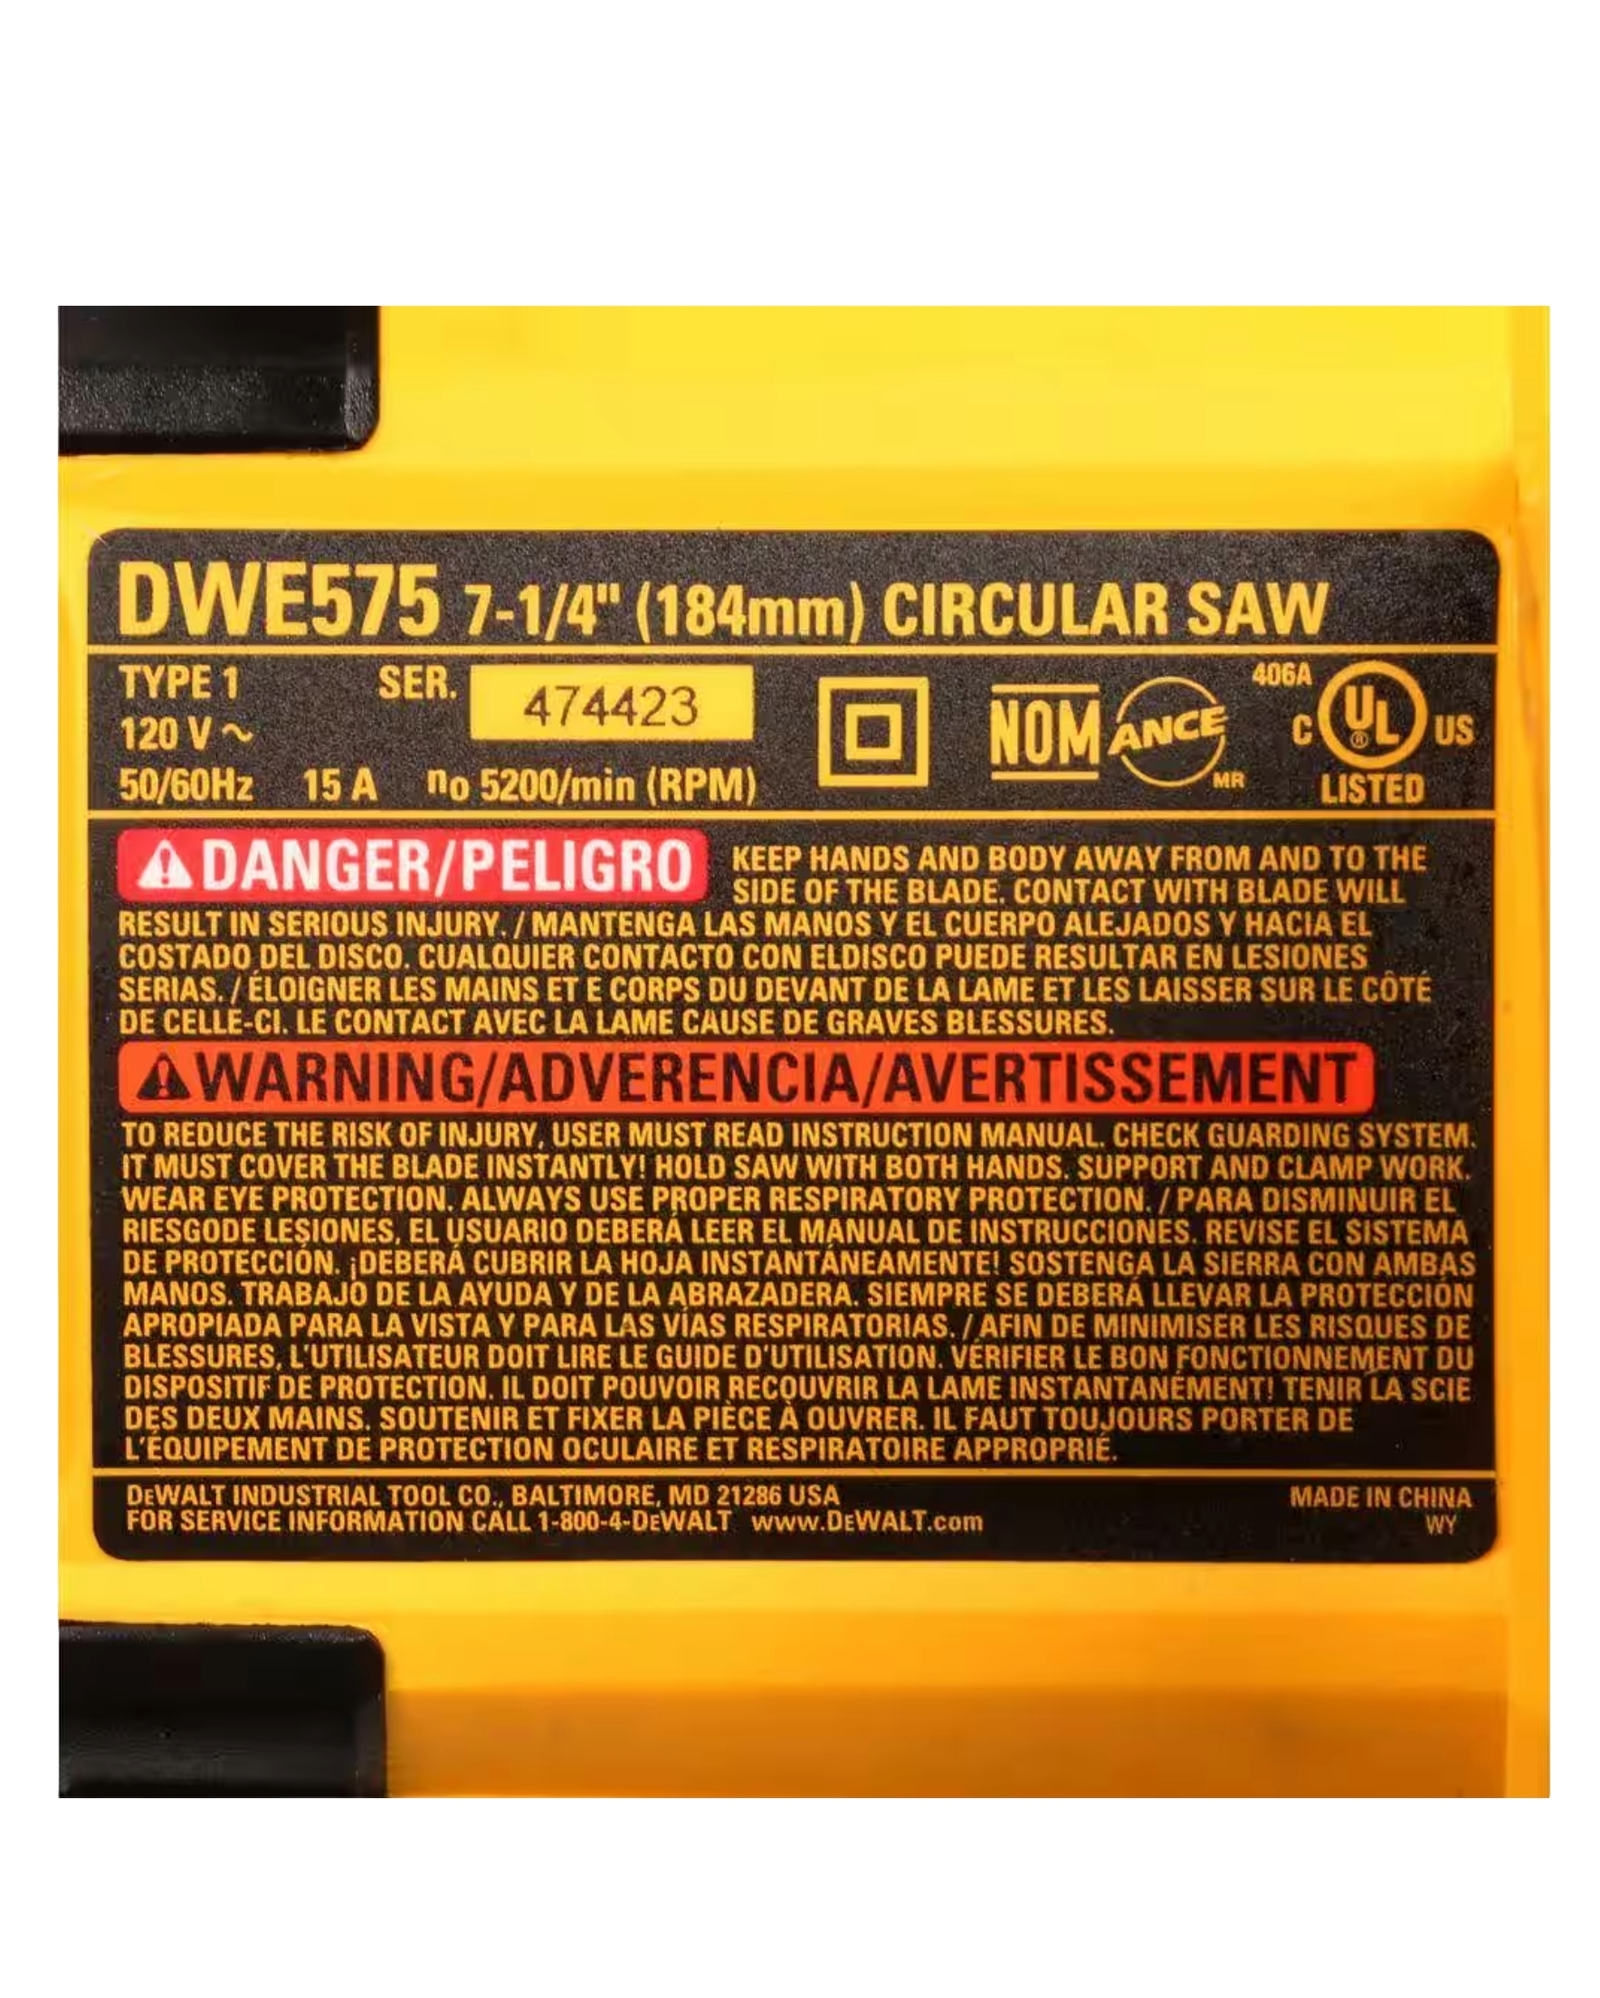 DWE575 7-1/4" (184mm) CIRCULAR SAW
TYPE 1 SER. 474423
120 V ~
50/60Hz 15 A no 5200/min (RPM)
NOM ANCE MR
406A
C UL ® US
LISTED
DANGER/PELIGRO KEEP HANDS AND BODY AWAY FROM AND TO THE
SIDE OF THE BLADE. CONTACT WITH BLADE WILL
RESULT IN SERIOUS INJURY. / MANTENGA LAS MANOS Y EL CUERPO ALEJADOS Y HACIA EL
COSTADO DEL DISCO. CUALQUIER CONTACTO CON ELDISCO PUEDE RESULTAR EN LESIONES
SERIAS. / ÉLOIGNER LES MAINS ET E CORPS DU DEVANT DE LA LAME ET LES LAISSER SUR LE CÔTÉ
DE CELLE-CI. LE CONTACT AVEC LA LAME CAUSE DE GRAVES BLESSURES.
WARNING/ADVERENCIA/AVERTISSEMENT
TO REDUCE THE RISK OF INJURY, USER MUST READ INSTRUCTION MANUAL. CHECK GUARDING SYSTEM.
IT MUST COVER THE BLADE INSTANTLY! HOLD SAW WITH BOTH HANDS. SUPPORT AND CLAMP WORK.
WEAR EYE PROTECTION. ALWAYS USE PROPER RESPIRATORY PROTECTION. / PARA DISMINUIR EL
RIESGODE LESIONES, EL USUARIO DEBERÁ LEER EL MANUAL DE INSTRUCCIONES. REVISE EL SISTEMA
DE PROTECCIÓN. ¡DEBERÁ CUBRIR LA HOJA INSTANTÁNEAMENTE! SOSTENGA LA SIERRA CON AMBAS
MANOS. TRABAJO DE LA AYUDA Y DE LA ABRAZADERA. SIEMPRE SE DEBERÁ LLEVAR LA PROTECCIÓN
APROPIADA PARA LA VISTA Y PARA LAS VÍAS RESPIRATORIAS. / AFIN DE MINIMISER LES RISQUES DE
BLESSURES, L'UTILISATEUR DOIT LIRE LE GUIDE D'UTILISATION. VÉRIFIER LE BON FONCTIONNEMENT DU
DISPOSITIF DE PROTECTION. IL DOIT POUVOIR RECOUVRIR LA LAME INSTANTANÉMENT! TENIR LA SCIE
DES DEUX MAINS. SOUTENIR ET FIXER LA PIÈCE À OUVRER. IL FAUT TOUJOURS PORTER DE
L'ÉQUIPEMENT DE PROTECTION OCULAIRE ET RESPIRATOIRE APPROPRIÉ.
DEWALT INDUSTRIAL TOOL CO., BALTIMORE, MD 21286 USA
FOR SERVICE INFORMATION CALL 1-800-4-DEWALT www.DEWALT.com
MADE IN CHINA
WY